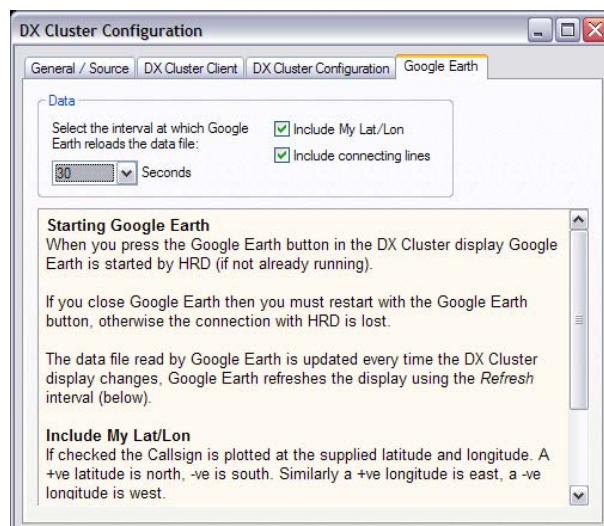 DX Cluster Configuration
General / Source DX Cluster Client DX Cluster Configuration Google Earth
Data
Select the interval at which Google
Earth reloads the data file:
30 Seconds
Include My Lat/Lon
Include connecting lines
Starting Google Earth
When you press the Google Earth button in the DX Cluster display Google
Earth is started by HRD (if not already running).
If you close Google Earth then you must restart with the Google Earth
button, otherwise the connection with HRD is lost.
The data file read by Google Earth is updated every time the DX Cluster
display changes, Google Earth refreshes the display using the Refresh
interval (below).
Include My Lat/Lon
If checked the Callsign is plotted at the supplied latitude and longitude. A
+ve latitude is north, -ve is south. Similarly a +ve longitude is east, a -ve
longitude is west.